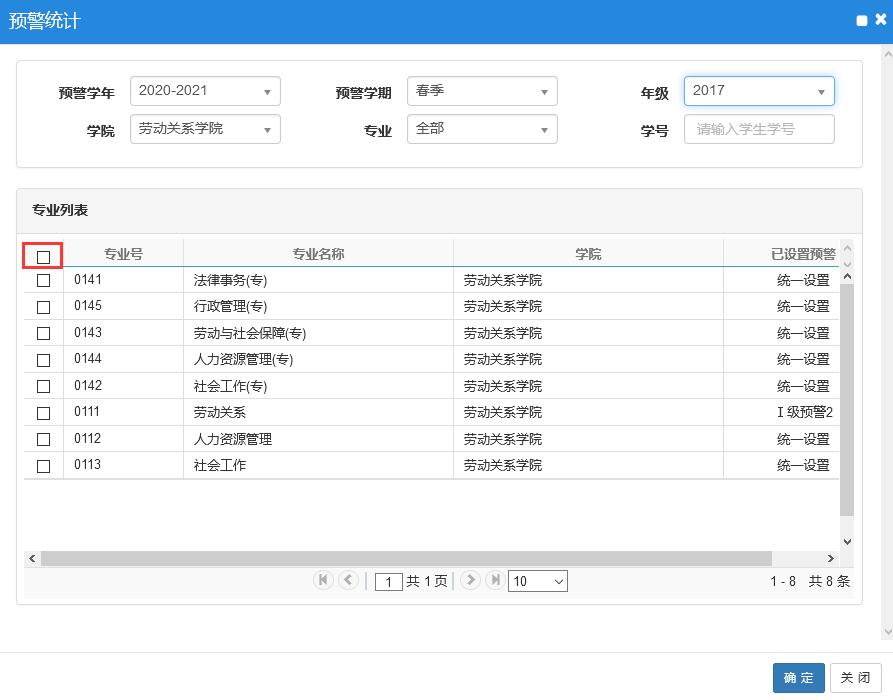 预警统计
预警学年 2020-2021 预警学期 春季 年级 2017
学院 劳动关系学院 专业 全部 学号 请输入学生学号
专业列表
专业号 专业名称 学院 已设置预警
0141 法律事务(专) 劳动关系学院 统一设置
0145 行政管理(专) 劳动关系学院 统一设置
0143 劳动与社会保障(专) 劳动关系学院 统一设置
0144 人力资源管理(专) 劳动关系学院 统一设置
0142 社会工作(专) 劳动关系学院 统一设置
0111 劳动关系 劳动关系学院 Ⅰ级预警2
0112 人力资源管理 劳动关系学院 统一设置
0113 社会工作 劳动关系学院 统一设置
1 共 1 页 10 1 - 8 共 8 条
确 定 关 闭